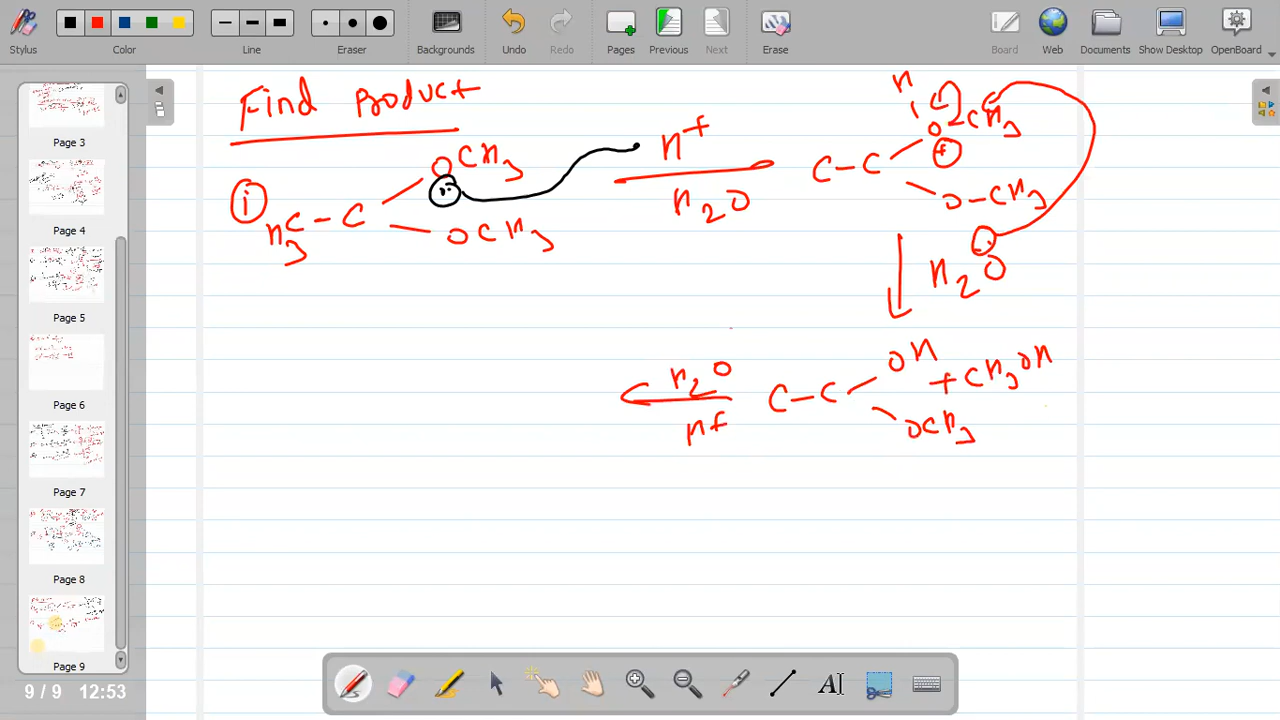 Stylus
Color
Line
Eraser
Backgrounds
Undo
Redo
Pages
Previous
Next
Erase
Board
Web
Documents
Show Desktop
OpenBoard
Page 3
Page 4
Page 5
Page 6
Page 7
Page 8
Page 9
9 / 9 12:53
Find Product
(i) H3C-C
OCH3
OCH3
H+
H2O
H
C-C
O
+
CH3
O-CH3
H2O
C-C
OH
OCH3
+ CH3OH
H2O
H+